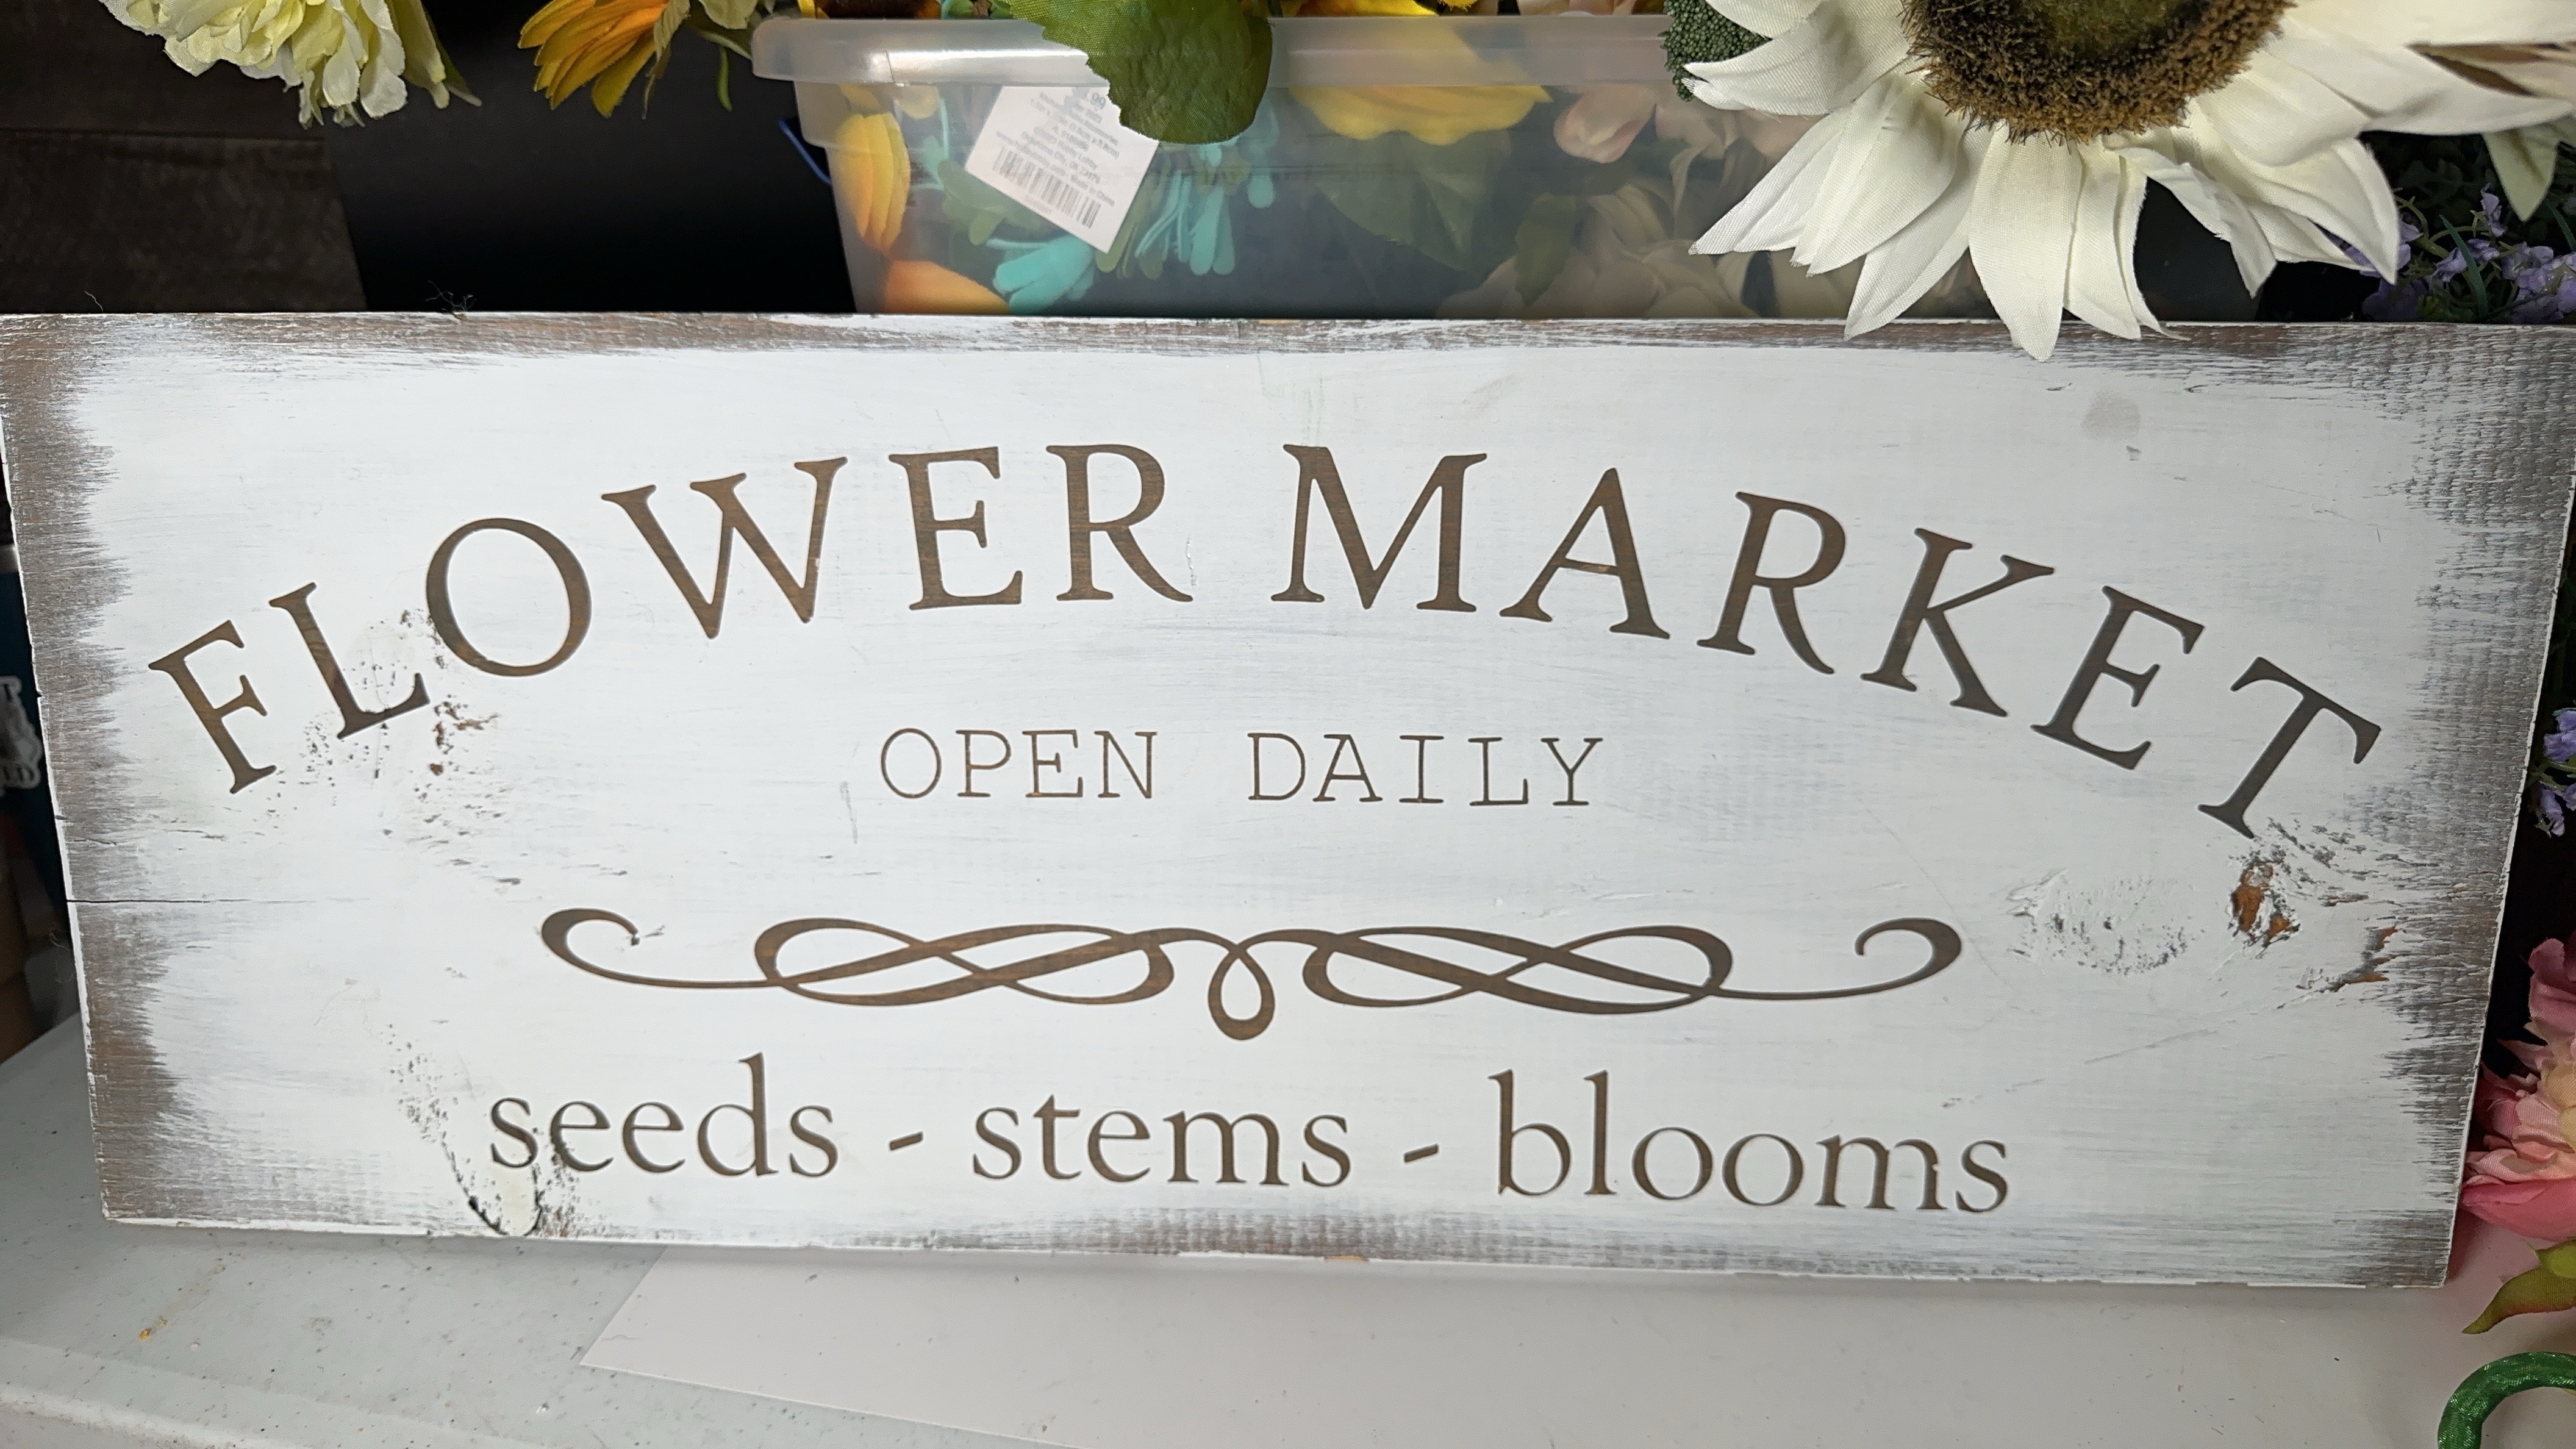 FLOWER MARKET
OPEN DAILY
seeds - stems - blooms